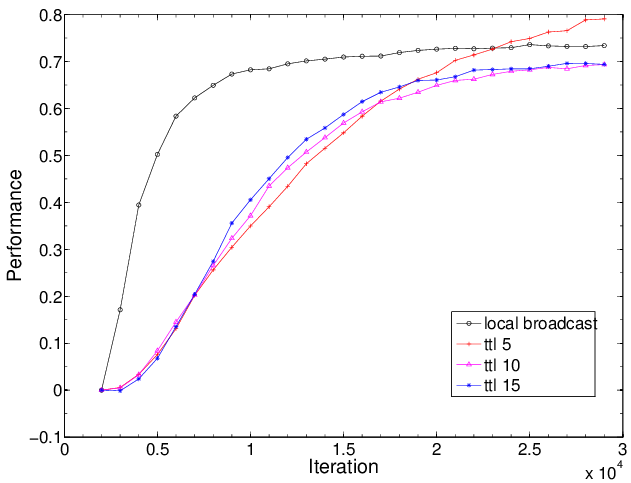 0.8
0.7
0.6
0.5
0.4
0.3
0.2
0.1
0
−0.1
Performance
local broadcast
ttl 5
ttl 10
ttl 15
0 0.5 1 1.5 2 2.5 3
Iteration
x 10^4